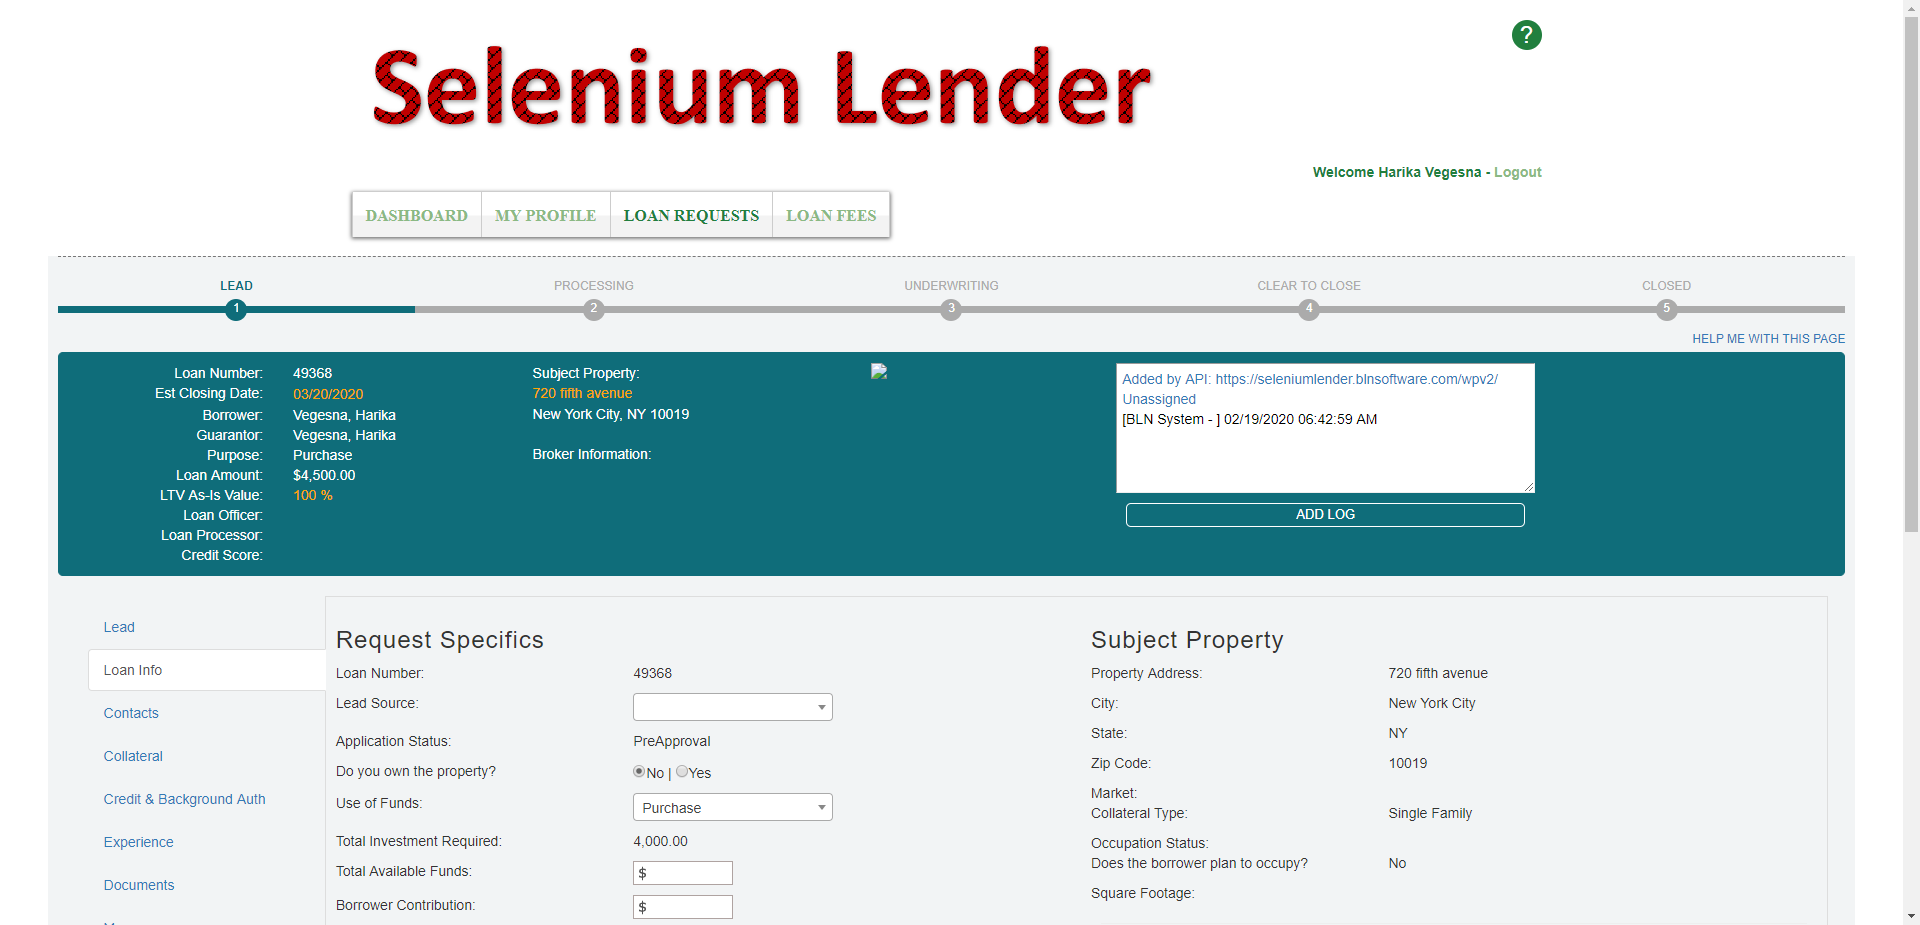 Selenium Lender
?
Welcome Harika Vegesna - Logout
DASHBOARD MY PROFILE LOAN REQUESTS LOAN FEES
LEAD PROCESSING UNDERWRITING CLEAR TO CLOSE CLOSED
1 2 3 4 5
HELP ME WITH THIS PAGE
Loan Number: 49368
Est Closing Date: 03/20/2020
Borrower: Vegesna, Harika
Guarantor: Vegesna, Harika
Purpose: Purchase
Loan Amount: $4,500.00
LTV As-Is Value: 100 %
Loan Officer:
Loan Processor:
Credit Score:
Subject Property:
720 fifth avenue
New York City, NY 10019
Broker Information:
Added by API: https://seleniumlender.blnsoftware.com/wpv2/
Unassigned
[BLN System - ] 02/19/2020 06:42:59 AM
ADD LOG
Lead
Loan Info
Contacts
Collateral
Credit & Background Auth
Experience
Documents
Request Specifics
Loan Number: 49368
Lead Source:
Application Status: PreApproval
Do you own the property? No | Yes
Use of Funds: Purchase
Total Investment Required: 4,000.00
Total Available Funds: $
Borrower Contribution: $
Subject Property
Property Address: 720 fifth avenue
City: New York City
State: NY
Zip Code: 10019
Market:
Collateral Type: Single Family
Occupation Status:
Does the borrower plan to occupy? No
Square Footage: